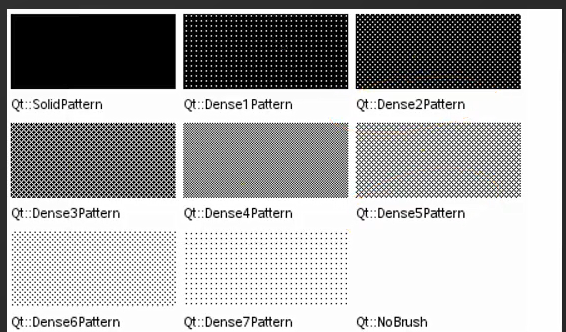 Qt::SolidPattern
Qt::Dense1Pattern
Qt::Dense2Pattern
Qt::Dense3Pattern
Qt::Dense4Pattern
Qt::Dense5Pattern
Qt::Dense6Pattern
Qt::Dense7Pattern
Qt::NoBrush